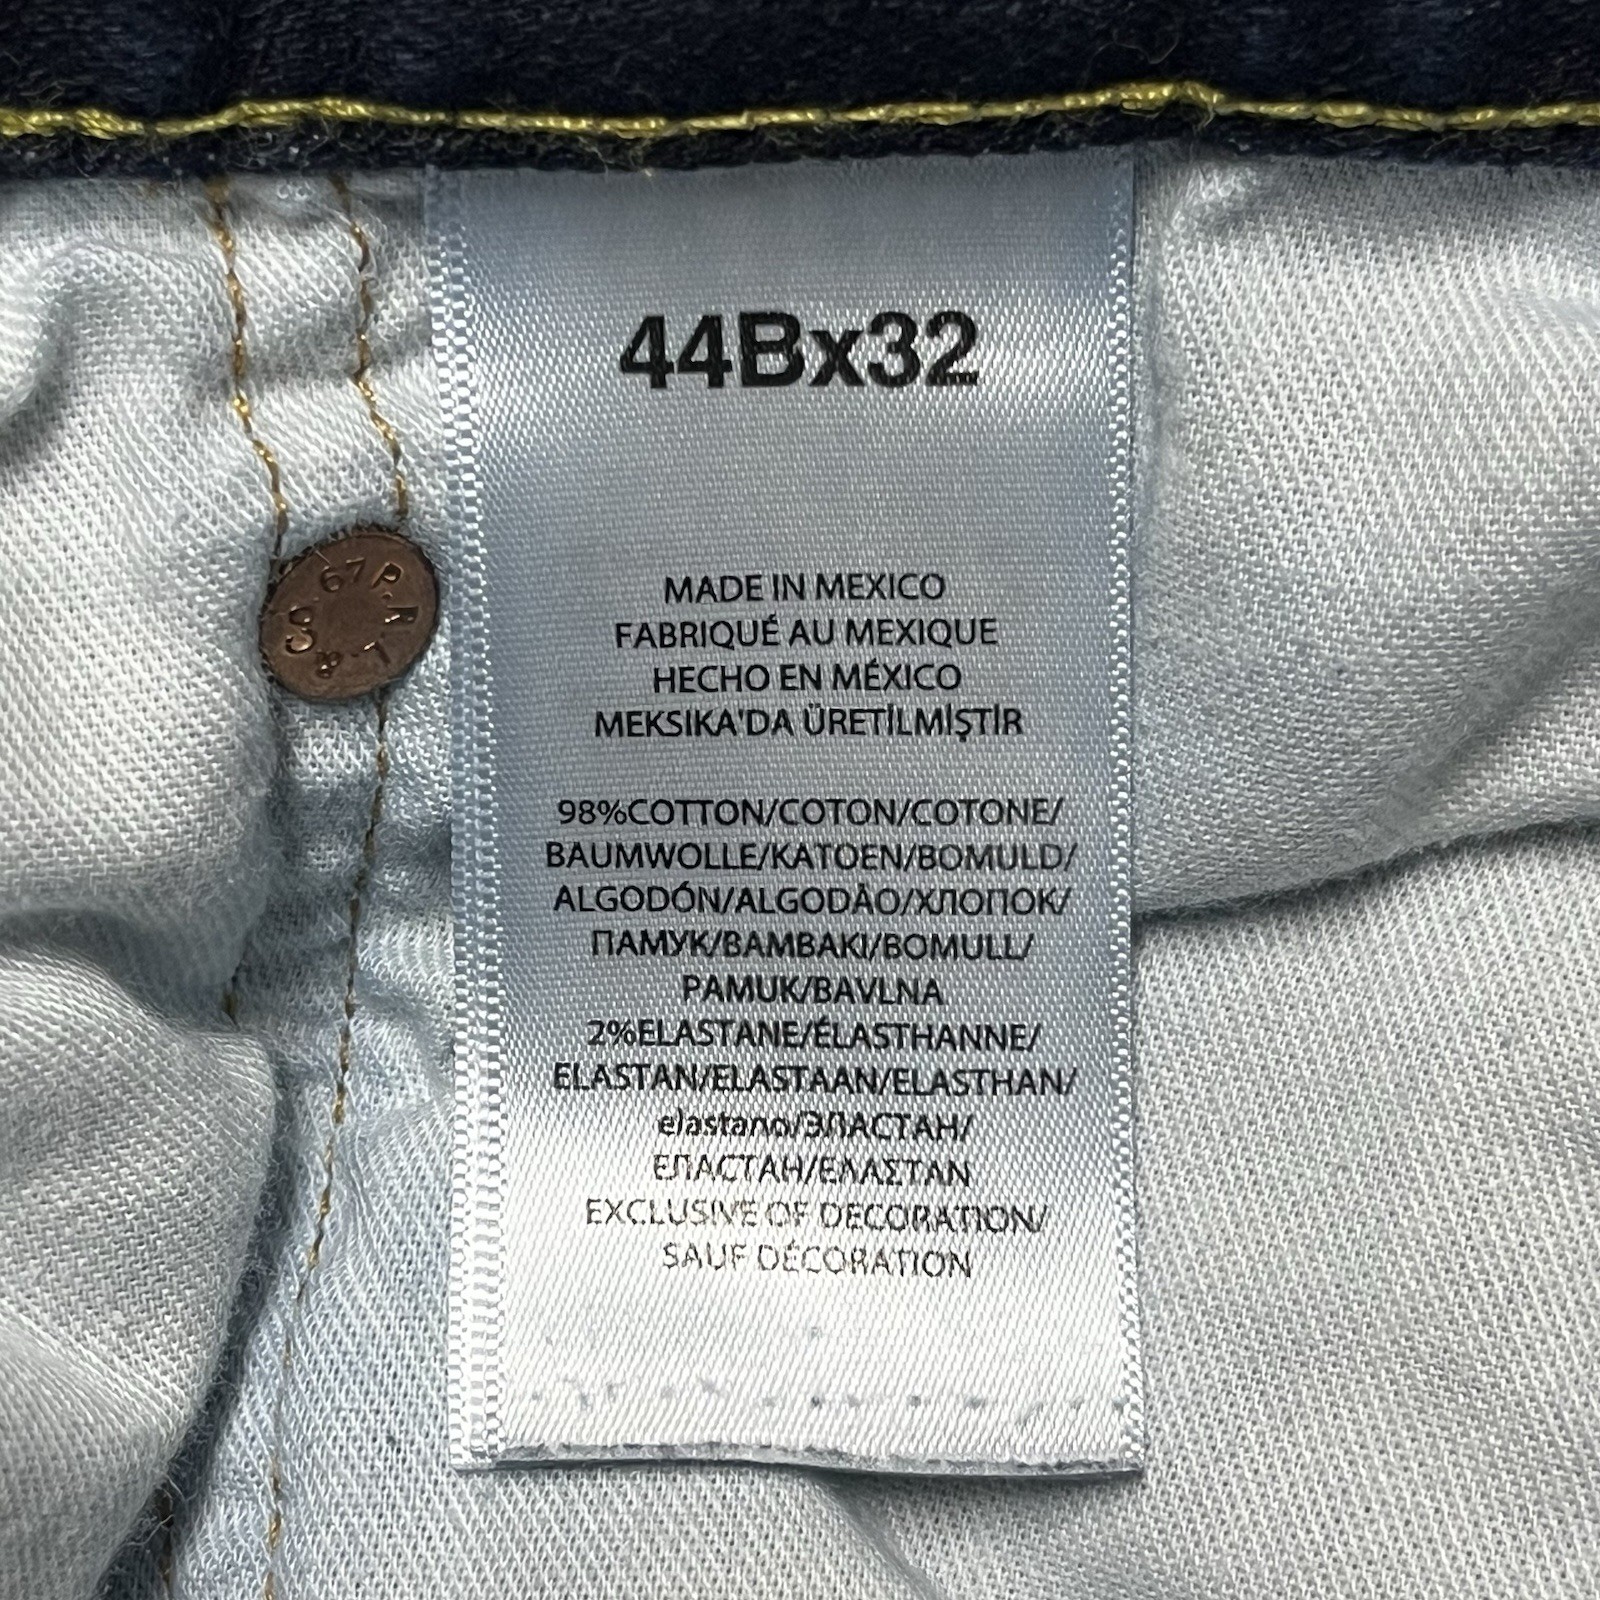 44Bx32
67 P.R.L. & S.
MADE IN MEXICO
FABRIQUÉ AU MEXIQUE
HECHO EN MÉXICO
MEKSIKA'DA ÜRETİLMİŞTİR
98%COTTON/COTON/COTONE/
BAUMWOLLE/KATOEN/BOMULD/
ALGODÓN/ALGODÃO/ХЛОПОК/
ПАМУК/BAMBAKI/BOMULL/
PAMUK/BAVLNA
2%ELASTANE/ÉLASTHANNE/
ELASTAN/ELASTAAN/ELASTHAN/
elastano/ЭЛАСТАН/
ЕЛАСТАН/ΕΛΑΣΤΑΝ
EXCLUSIVE OF DECORATION/
SAUF DÉCORATION